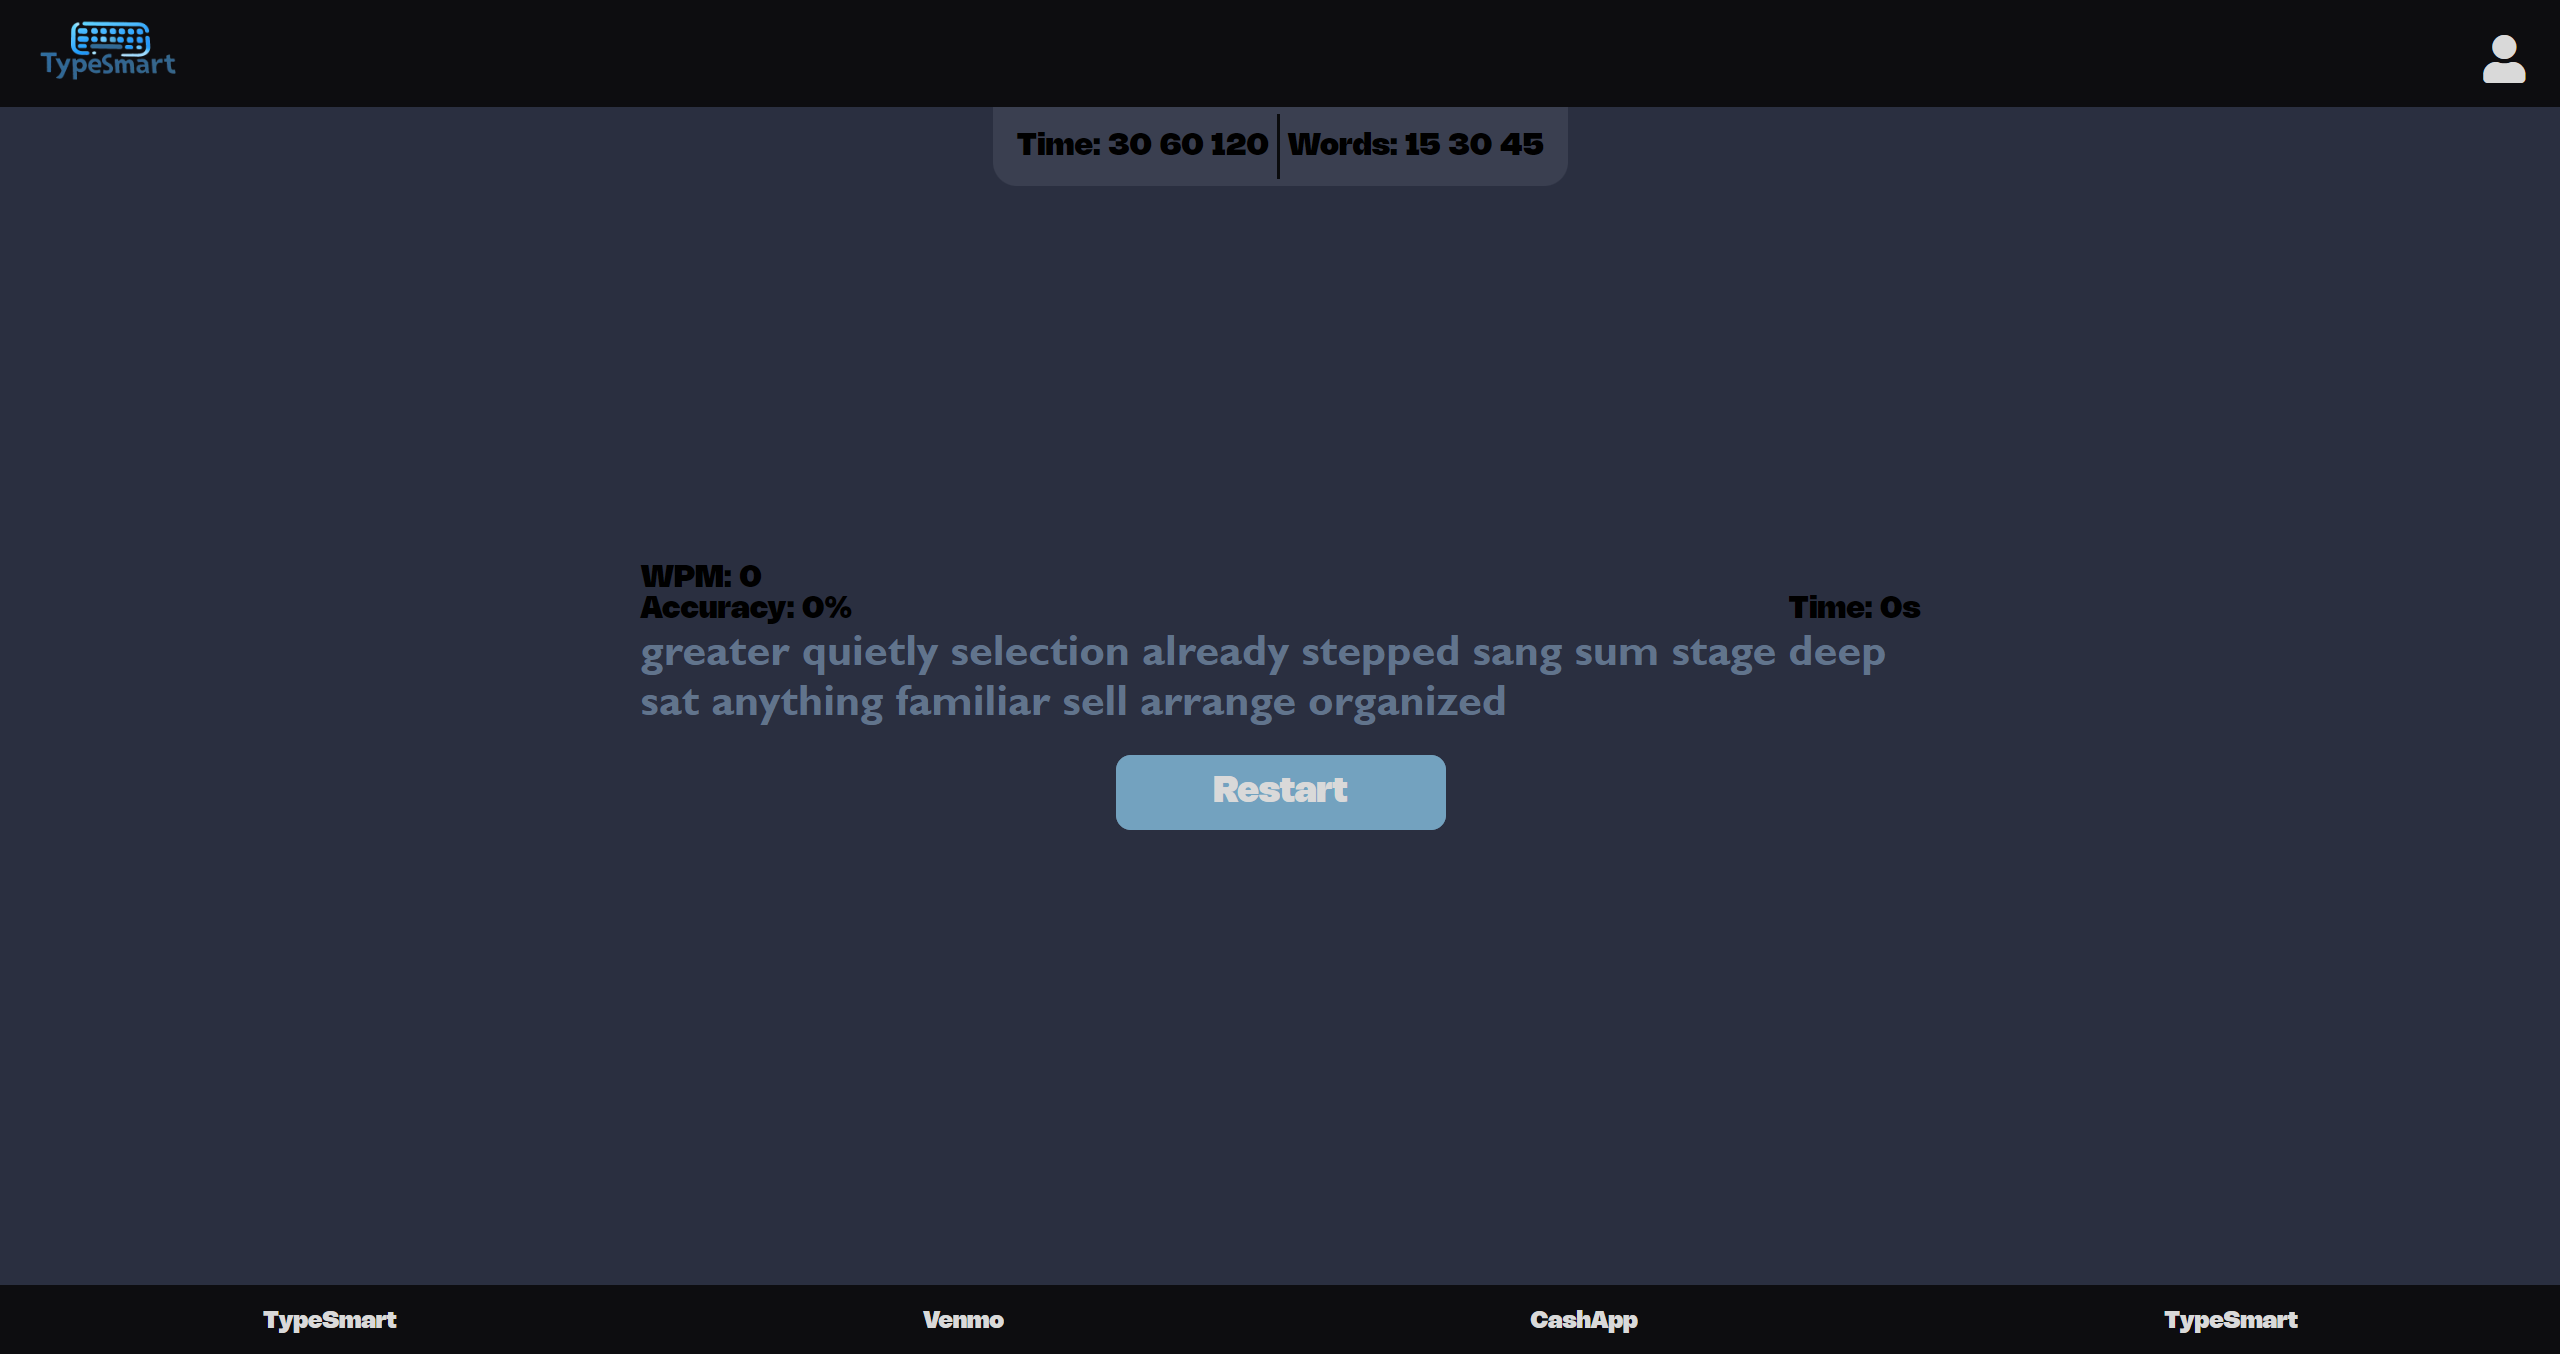 TypeSmart
Time: 30 60 120 Words: 15 30 45
WPM: 0
Accuracy: 0% Time: 0s
greater quietly selection already stepped sang sum stage deep
sat anything familiar sell arrange organized
Restart
TypeSmart Venmo CashApp TypeSmart